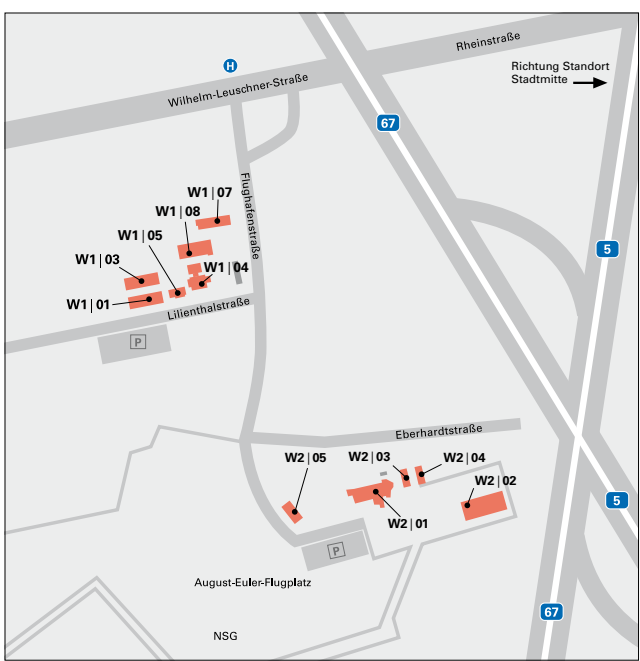 Rheinstraße
H
Richtung Standort
Stadtmitte
Wilhelm-Leuschner-Straße
67
W1|07
Flughafenstraße
W1|08
W1|05
5
W1|03
W1|04
W1|01
Lilienthalstraße
P
Eberhardtstraße
W2|05
W2|03
W2|04
W2|02
5
W2|01
P
August-Euler-Flugplatz
67
NSG